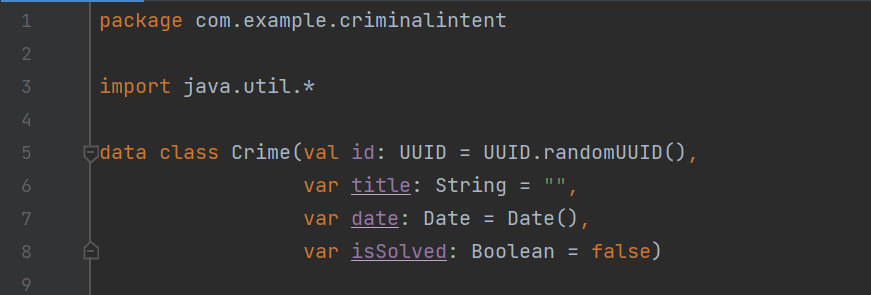 1 package com.example.criminalintent
2
3 import java.util.*
4
5 data class Crime(val id: UUID = UUID.randomUUID(),
6 var title: String = "",
7 var date: Date = Date(),
8 var isSolved: Boolean = false)
9